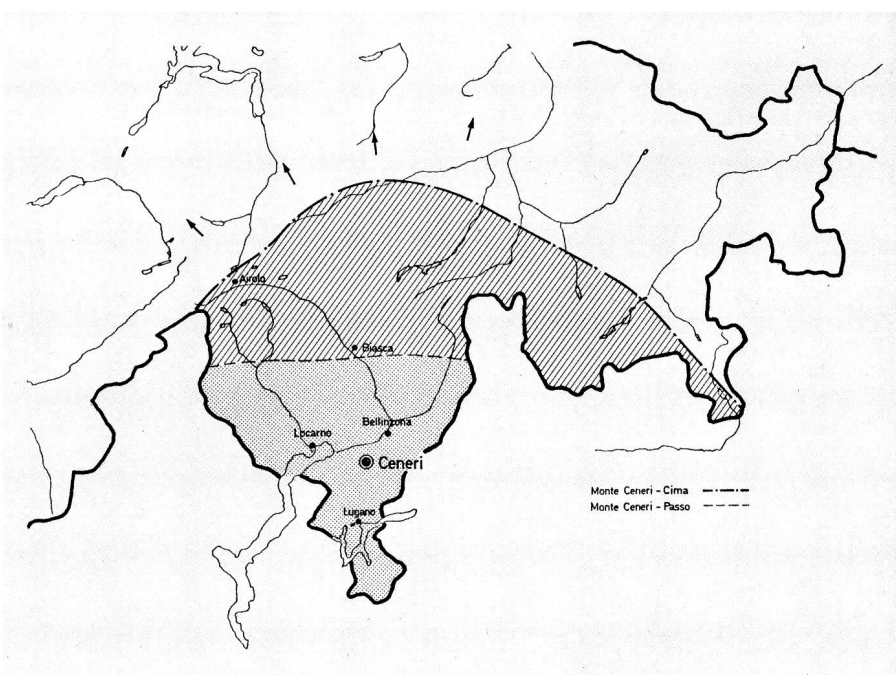 Airolo
Biasca
Bellinzona
Locarno
Ceneri
Lugano
Monte Ceneri - Cima
Monte Ceneri - Passo